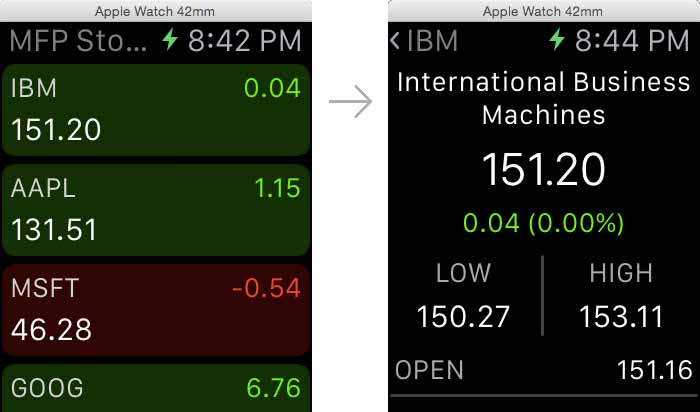 Apple Watch 42mm
MFP Sto... 8:42 PM
IBM 0.04
151.20
AAPL 1.15
131.51
MSFT -0.54
46.28
GOOG 6.76
Apple Watch 42mm
IBM 8:44 PM
International Business
Machines
151.20
0.04 (0.00%)
LOW HIGH
150.27 153.11
OPEN 151.16